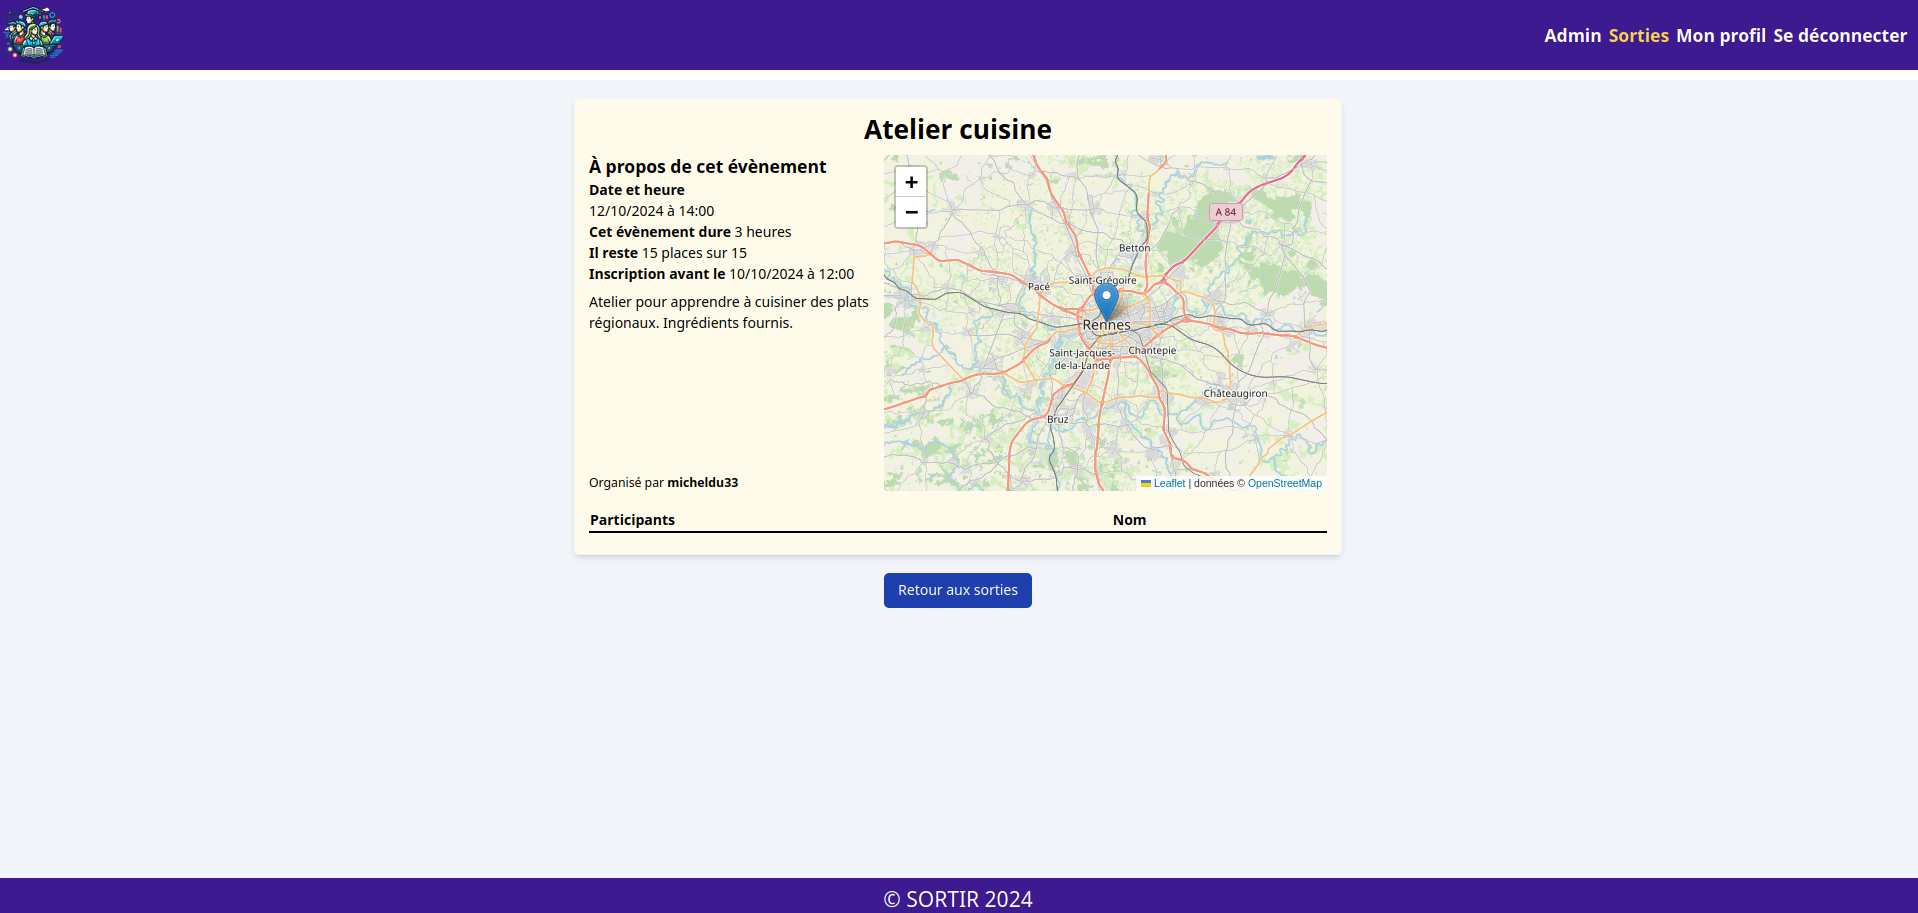 Admin Sorties Mon profil Se déconnecter
Atelier cuisine
À propos de cet évènement
Date et heure
12/10/2024 à 14:00
Cet évènement dure 3 heures
Il reste 15 places sur 15
Inscription avant le 10/10/2024 à 12:00
Atelier pour apprendre à cuisiner des plats
régionaux. Ingrédients fournis.
Organisé par micheldu33
+
−
A 84
Betton
Saint-Grégoire
Pacé
Rennes
Saint-Jacques-
de-la-Lande
Chantepie
Châteaugiron
Bruz
Leaflet | données © OpenStreetMap
Participants Nom
Retour aux sorties
© SORTIR 2024